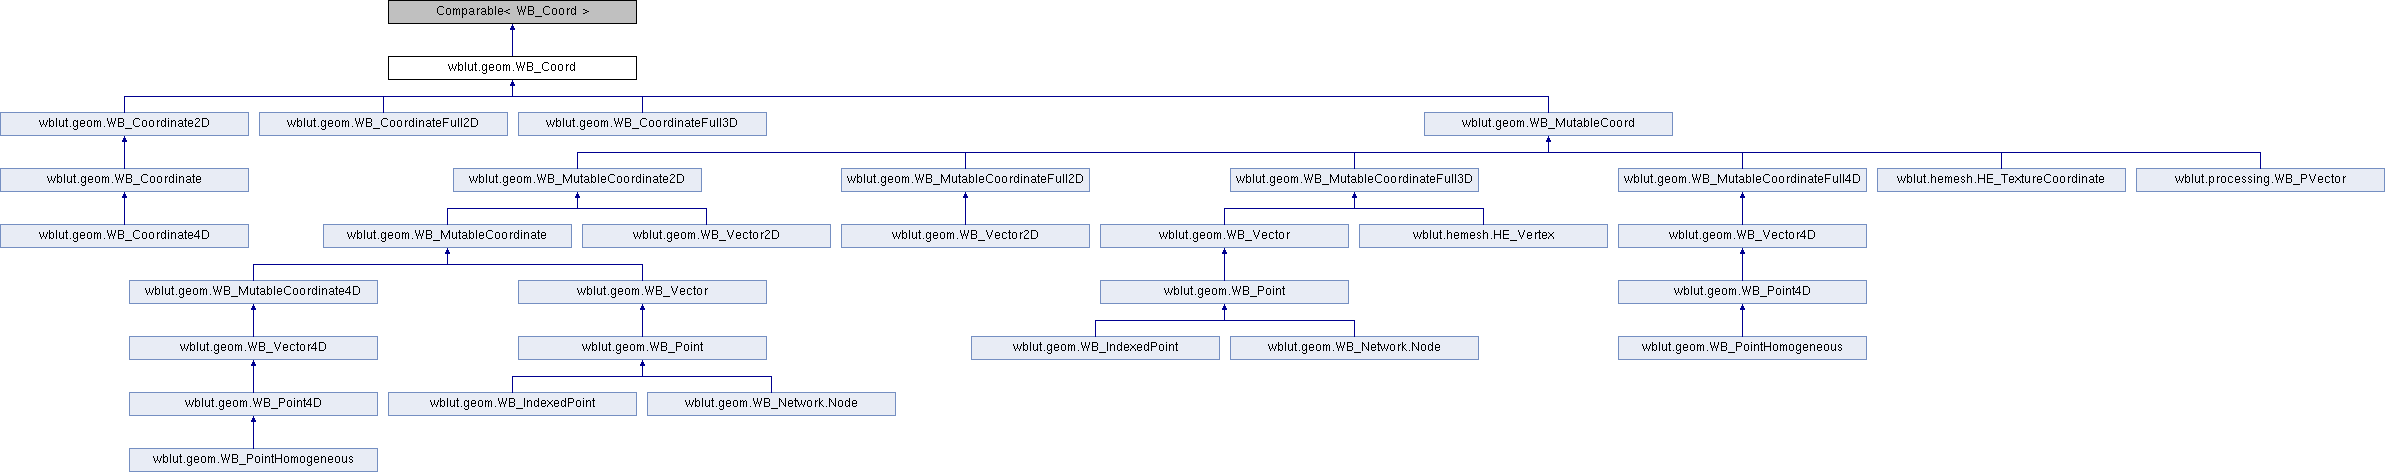 Comparable< WB_Coord >
wblut.geom.WB_Coord
wblut.geom.WB_Coordinate2D
wblut.geom.WB_CoordinateFull2D
wblut.geom.WB_CoordinateFull3D
wblut.geom.WB_MutableCoord
wblut.geom.WB_Coordinate
wblut.geom.WB_MutableCoordinate2D
wblut.geom.WB_MutableCoordinateFull2D
wblut.geom.WB_MutableCoordinateFull3D
wblut.geom.WB_MutableCoordinateFull4D
wblut.hemesh.HE_TextureCoordinate
wblut.processing.WB_PVector
wblut.geom.WB_Coordinate4D
wblut.geom.WB_MutableCoordinate
wblut.geom.WB_Vector2D
wblut.geom.WB_Vector2D
wblut.geom.WB_Vector
wblut.hemesh.HE_Vertex
wblut.geom.WB_Vector4D
wblut.geom.WB_MutableCoordinate4D
wblut.geom.WB_Vector
wblut.geom.WB_Point
wblut.geom.WB_Point4D
wblut.geom.WB_Vector4D
wblut.geom.WB_Point
wblut.geom.WB_IndexedPoint
wblut.geom.WB_Network.Node
wblut.geom.WB_PointHomogeneous
wblut.geom.WB_Point4D
wblut.geom.WB_IndexedPoint
wblut.geom.WB_Network.Node
wblut.geom.WB_PointHomogeneous